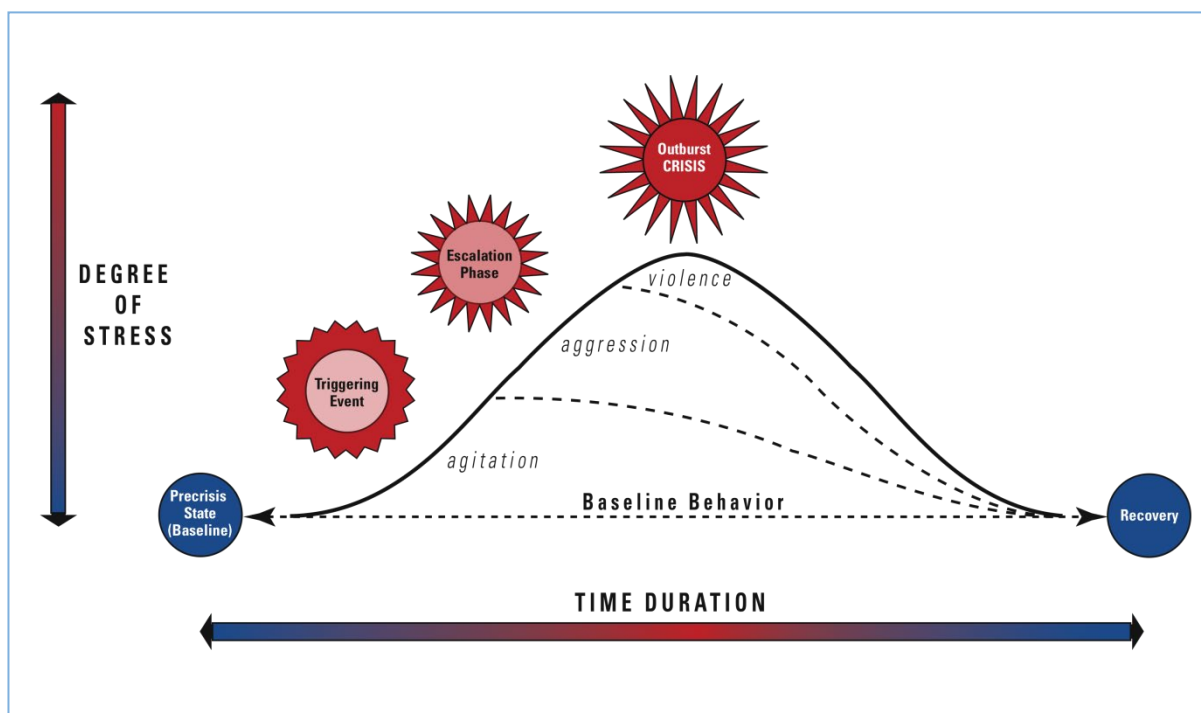 Outburst
CRISIS
Escalation
Phase
violence
DEGREE
OF
STRESS
aggression
Triggering
Event
agitation
Precrisis
State
(Baseline)
Baseline Behavior
Recovery
TIME DURATION